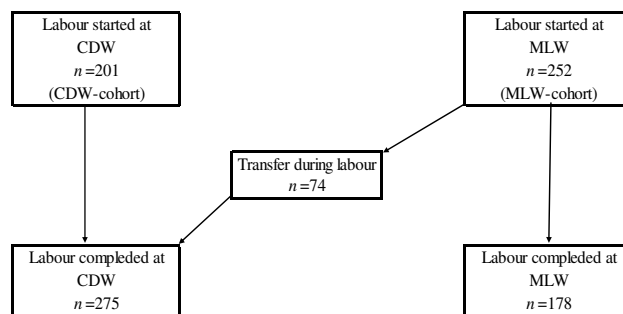 Labour started at
CDW
n=201
(CDW-cohort)
Labour started at
MLW
n=252
(MLW-cohort)
Transfer during labour
n=74
Labour compleded at
CDW
n=275
Labour compleded at
MLW
n=178